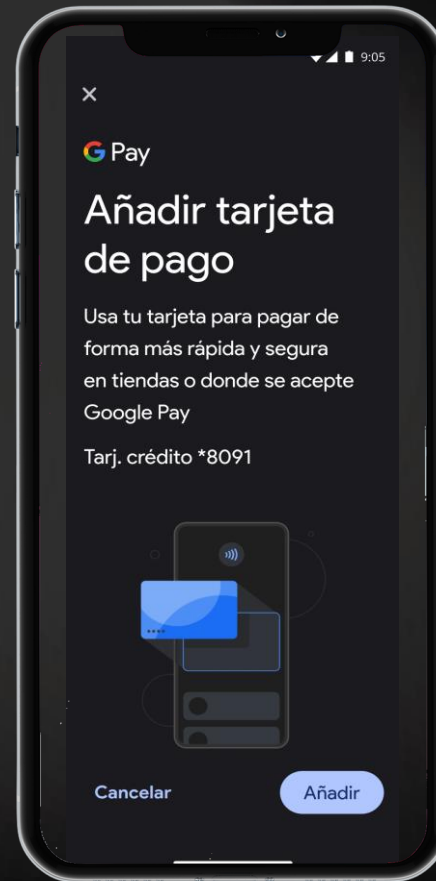 9:05
G Pay
Añadir tarjeta
de pago
Usa tu tarjeta para pagar de
forma más rápida y segura
en tiendas o donde se acepte
Google Pay
Tarj. crédito *8091
Cancelar
Añadir